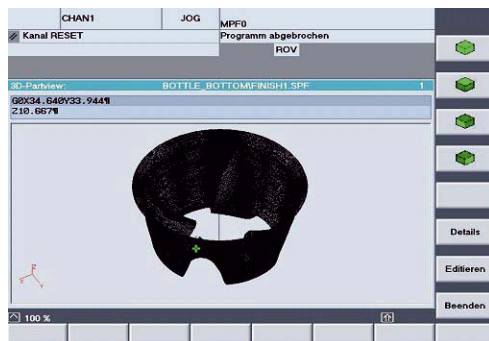 CHAN1 JOG MPF0
Kanal RESET Programm abgebrochen
ROV
3D-Partview: BOTTLE_BOTTOM/FINISH1.SPF 1
G0X34.640Y33.944¶
Z10.667¶
Details
Editieren
Beenden
100 %